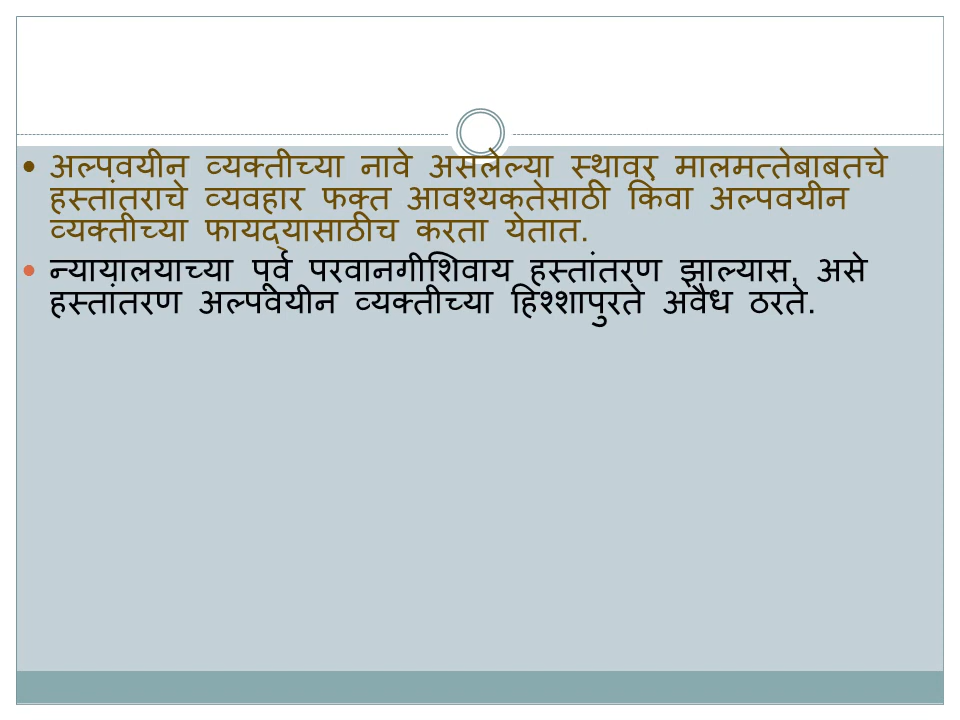 • अल्पवयीन व्यक्तीच्या नावे असलेल्या स्थावर मालमत्तेबाबतचे
हस्तांतराचे व्यवहार फक्त आवश्यकतेसाठी किंवा अल्पवयीन
व्यक्तीच्या फायद्यासाठीच करता येतात.
• न्यायालयाच्या पूर्व परवानगीशिवाय हस्तांतरण झाल्यास, असे
हस्तांतरण अल्पवयीन व्यक्तीच्या हिश्शापुरते अवैध ठरते.